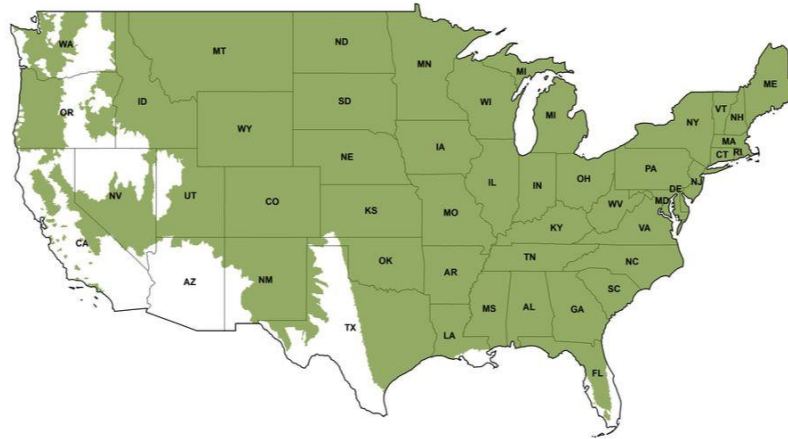 WA
MT
ND
MN
MI
ME
VT
NH
NY
MA
RI
CT
OR
ID
SD
WI
MI
WY
IA
PA
NJ
NE
OH
DE
MD
NV
UT
CO
IL
IN
WV
VA
KS
MO
KY
CA
AZ
NM
OK
AR
TN
NC
SC
TX
LA
MS
AL
GA
FL